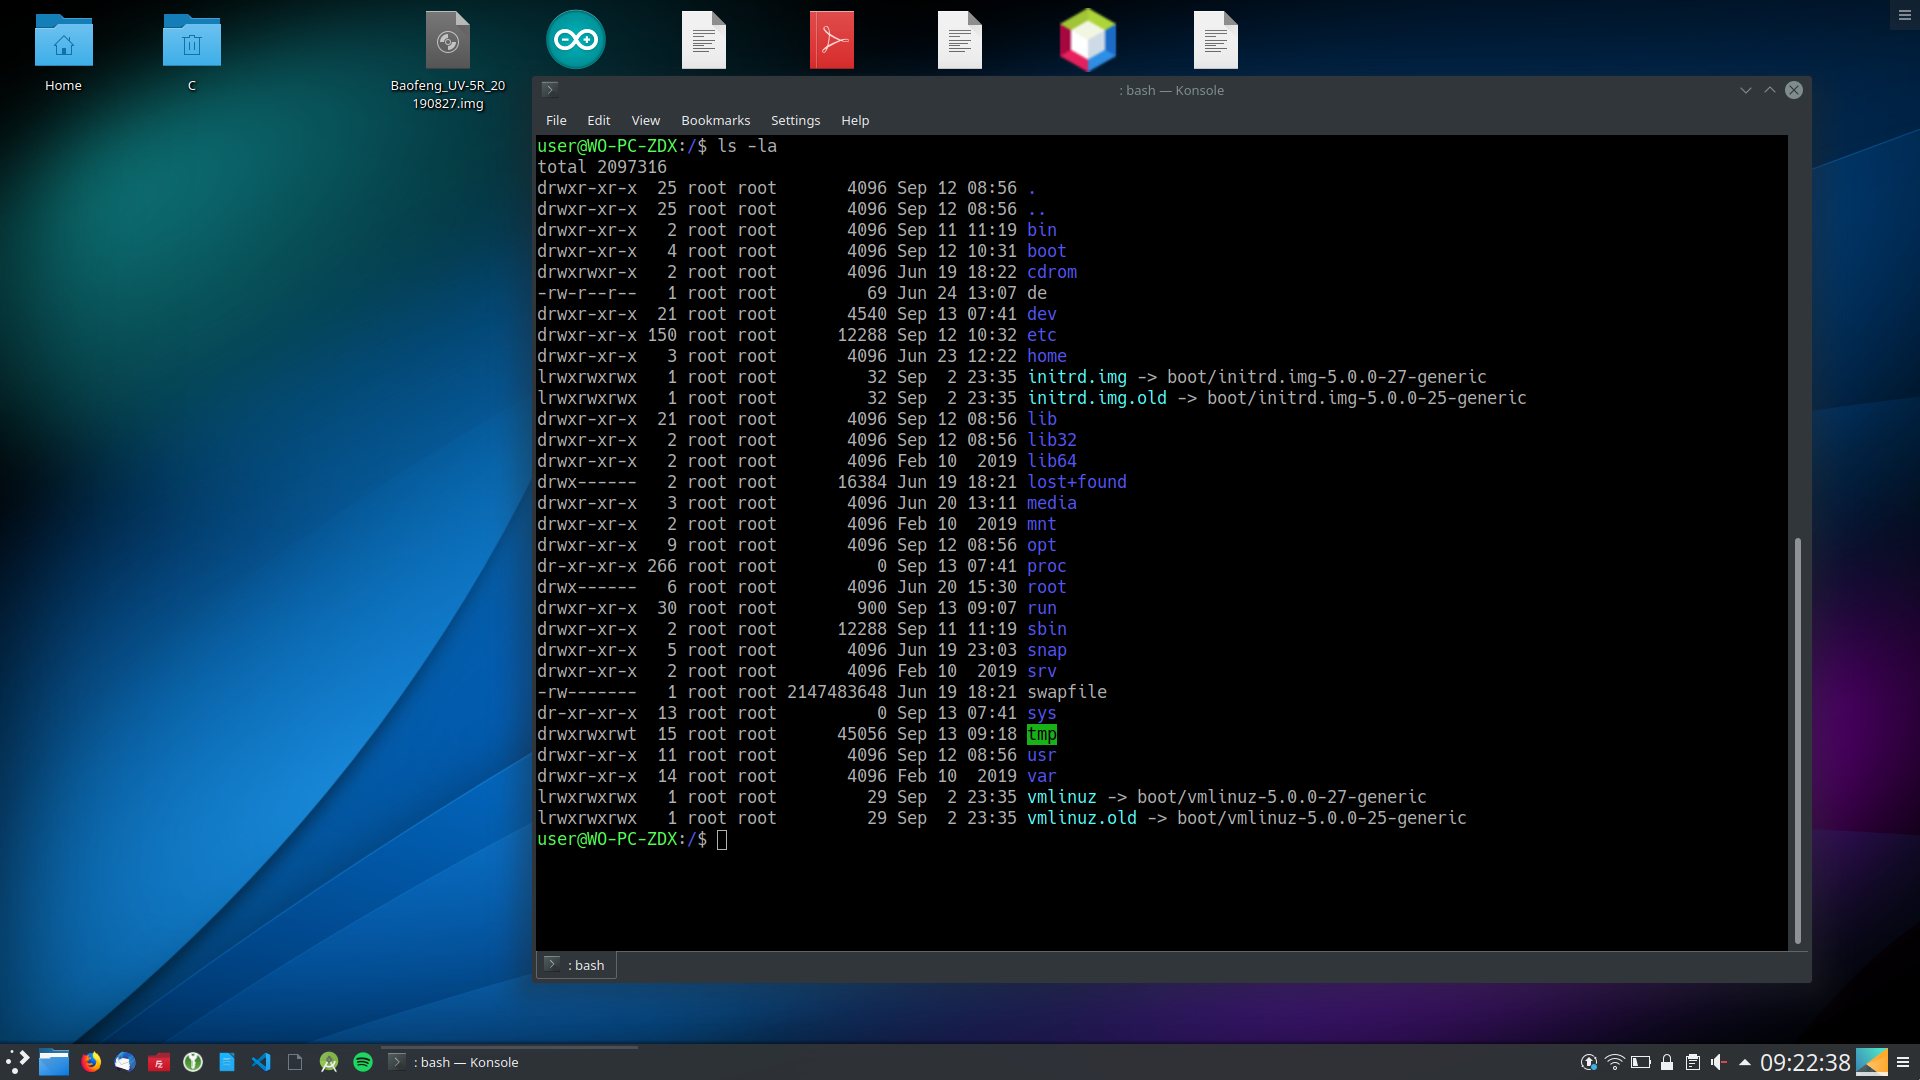 Home
C
Baofeng_UV-5R_20
190827.img
: bash — Konsole
File Edit View Bookmarks Settings Help
user@WO-PC-ZDX:/$ ls -la
total 2097316
drwxr-xr-x  25 root root       4096 Sep 12 08:56 .
drwxr-xr-x  25 root root       4096 Sep 12 08:56 ..
drwxr-xr-x   2 root root       4096 Sep 11 11:19 bin
drwxr-xr-x   4 root root       4096 Sep 12 10:31 boot
drwxrwxr-x   2 root root       4096 Jun 19 18:22 cdrom
-rw-r--r--   1 root root         69 Jun 24 13:07 de
drwxr-xr-x  21 root root       4540 Sep 13 07:41 dev
drwxr-xr-x 150 root root      12288 Sep 12 10:32 etc
drwxr-xr-x   3 root root       4096 Jun 23 12:22 home
lrwxrwxrwx   1 root root         32 Sep  2 23:35 initrd.img -> boot/initrd.img-5.0.0-27-generic
lrwxrwxrwx   1 root root         32 Sep  2 23:35 initrd.img.old -> boot/initrd.img-5.0.0-25-generic
drwxr-xr-x  21 root root       4096 Sep 12 08:56 lib
drwxr-xr-x   2 root root       4096 Sep 12 08:56 lib32
drwxr-xr-x   2 root root       4096 Feb 10  2019 lib64
drwx------   2 root root      16384 Jun 19 18:21 lost+found
drwxr-xr-x   3 root root       4096 Jun 20 13:11 media
drwxr-xr-x   2 root root       4096 Feb 10  2019 mnt
drwxr-xr-x   9 root root       4096 Sep 12 08:56 opt
dr-xr-xr-x 266 root root          0 Sep 13 07:41 proc
drwx------   6 root root       4096 Jun 20 15:30 root
drwxr-xr-x  30 root root        900 Sep 13 09:07 run
drwxr-xr-x   2 root root      12288 Sep 11 11:19 sbin
drwxr-xr-x   5 root root       4096 Jun 19 23:03 snap
drwxr-xr-x   2 root root       4096 Feb 10  2019 srv
-rw-------   1 root root 2147483648 Jun 19 18:21 swapfile
dr-xr-xr-x  13 root root          0 Sep 13 07:41 sys
drwxrwxrwt  15 root root      45056 Sep 13 09:18 tmp
drwxr-xr-x  11 root root       4096 Sep 12 08:56 usr
drwxr-xr-x  14 root root       4096 Feb 10  2019 var
lrwxrwxrwx   1 root root         29 Sep  2 23:35 vmlinuz -> boot/vmlinuz-5.0.0-27-generic
lrwxrwxrwx   1 root root         29 Sep  2 23:35 vmlinuz.old -> boot/vmlinuz-5.0.0-25-generic
user@WO-PC-ZDX:/$
: bash
: bash — Konsole
09:22:38